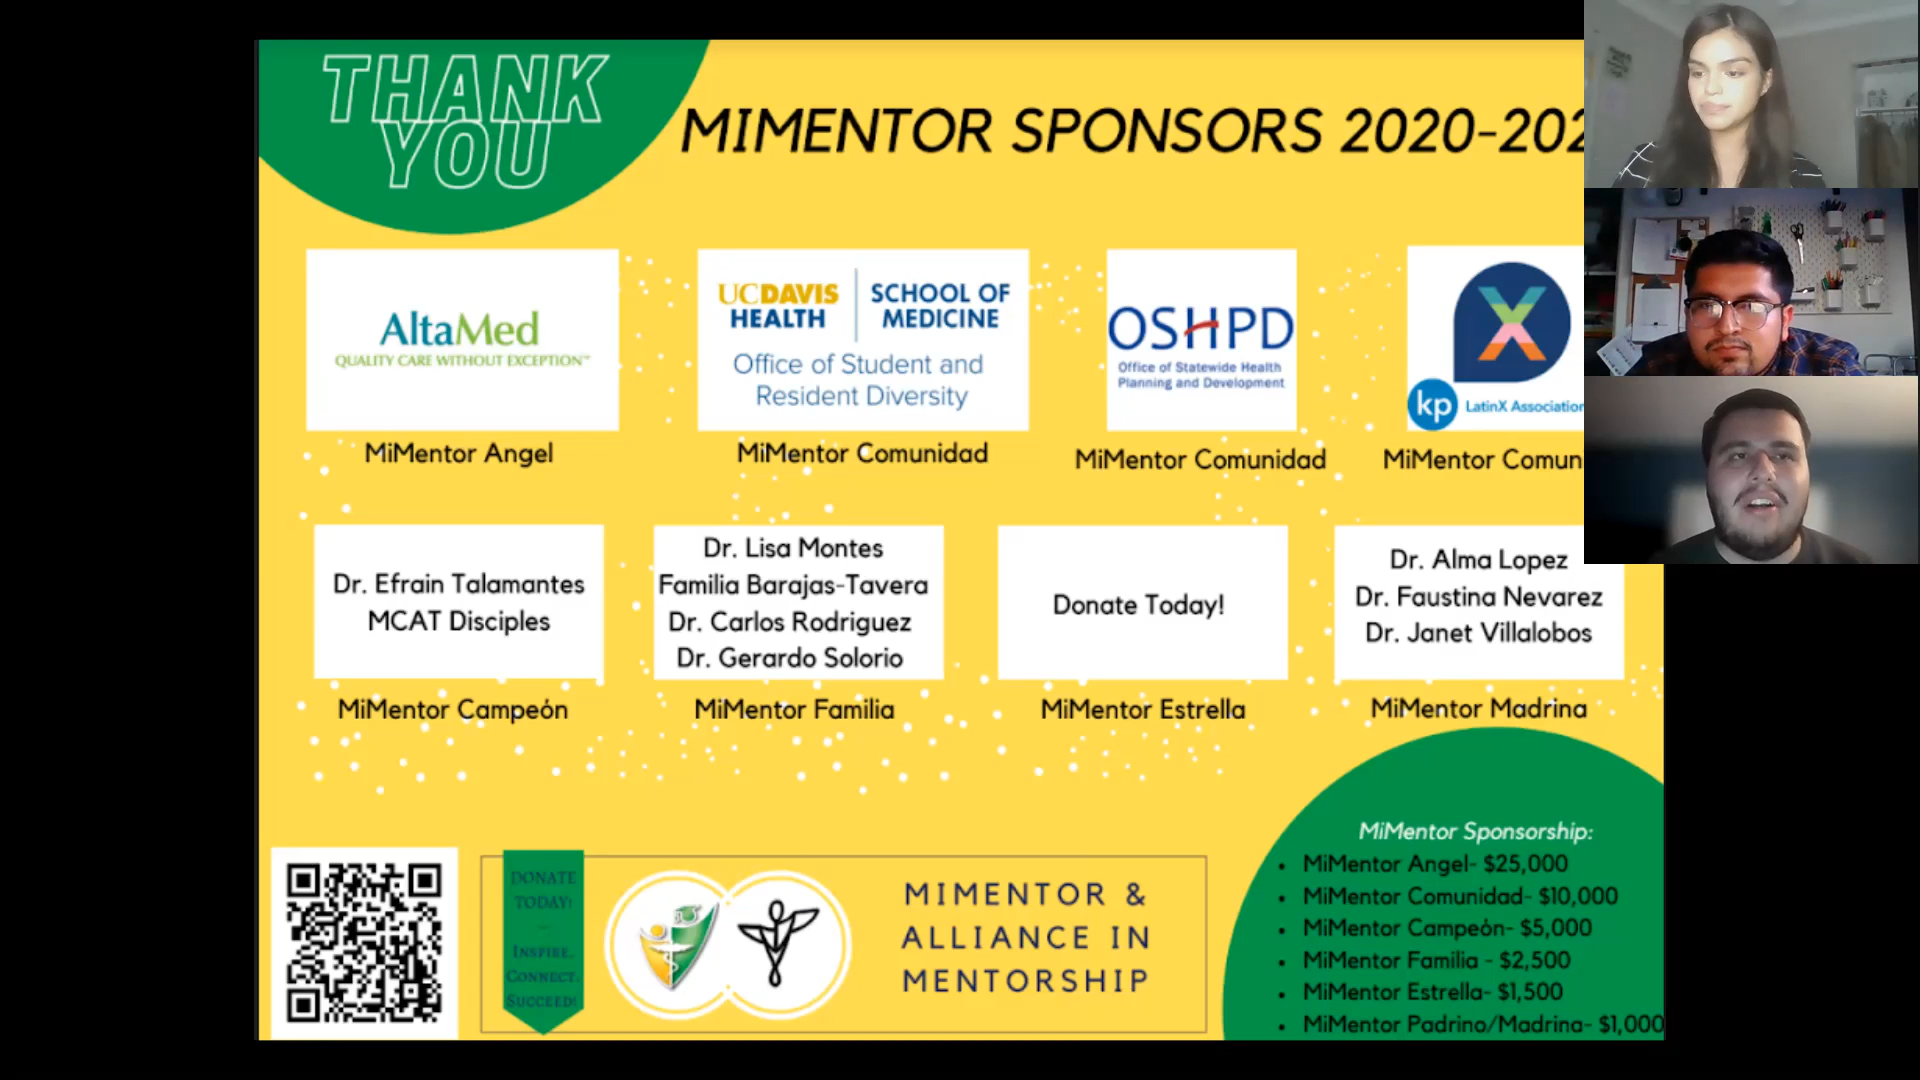 THANK
YOU
MIMENTOR SPONSORS 2020-202
AltaMed
QUALITY CARE WITHOUT EXCEPTION™
UCDAVIS
HEALTH
SCHOOL OF
MEDICINE
Office of Student and
Resident Diversity
OSHPD
Office of Statewide Health
Planning and Development
X
kp
LatinX Association
MiMentor Angel
MiMentor Comunidad
MiMentor Comunidad
MiMentor Comun
Dr. Efrain Talamantes
MCAT Disciples
Dr. Lisa Montes
Familia Barajas-Tavera
Dr. Carlos Rodriguez
Dr. Gerardo Solorio
Donate Today!
Dr. Alma Lopez
Dr. Faustina Nevarez
Dr. Janet Villalobos
MiMentor Campeón
MiMentor Familia
MiMentor Estrella
MiMentor Madrina
DONATE
TODAY!
-
INSPIRE.
CONNECT.
SUCCEED!
MIMENTOR &
ALLIANCE IN
MENTORSHIP
MiMentor Sponsorship:
• MiMentor Angel- $25,000
• MiMentor Comunidad- $10,000
• MiMentor Campeón- $5,000
• MiMentor Familia - $2,500
• MiMentor Estrella- $1,500
• MiMentor Padrino/Madrina- $1,000